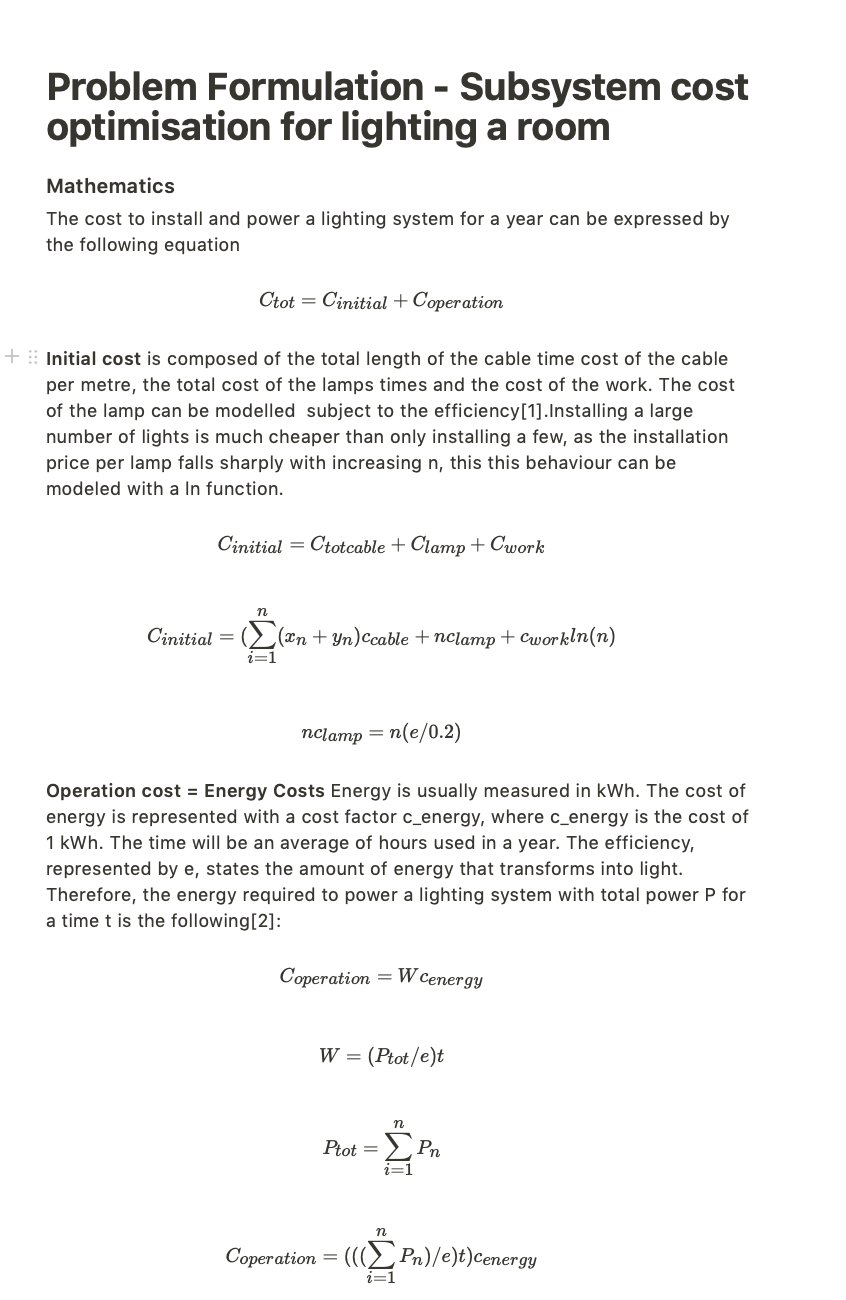 Problem Formulation - Subsystem cost
optimisation for lighting a room
Mathematics
The cost to install and power a lighting system for a year can be expressed by
the following equation
C_{tot} = C_{initial} + C_{operation}
Initial cost is composed of the total length of the cable time cost of the cable
per metre, the total cost of the lamps times and the cost of the work. The cost
of the lamp can be modelled  subject to the efficiency[1].Installing a large
number of lights is much cheaper than only installing a few, as the installation
price per lamp falls sharply with increasing n, this this behaviour can be
modeled with a ln function.
C_{initial} = C_{totcable} + C_{lamp} + C_{work}
C_{initial} = (\sum_{i=1}^{n}(x_n + y_n)c_{cable} + nc_{lamp} + c_{work}ln(n)
nc_{lamp} = n(e/0.2)
Operation cost = Energy Costs Energy is usually measured in kWh. The cost of
energy is represented with a cost factor c_energy, where c_energy is the cost of
1 kWh. The time will be an average of hours used in a year. The efficiency,
represented by e, states the amount of energy that transforms into light.
Therefore, the energy required to power a lighting system with total power P for
a time t is the following[2]:
C_{operation} = Wc_{energy}
W = (P_{tot}/e)t
P_{tot} = \sum_{i=1}^{n} P_n
C_{operation} = (((\sum_{i=1}^{n} P_n)/e)t)c_{energy}